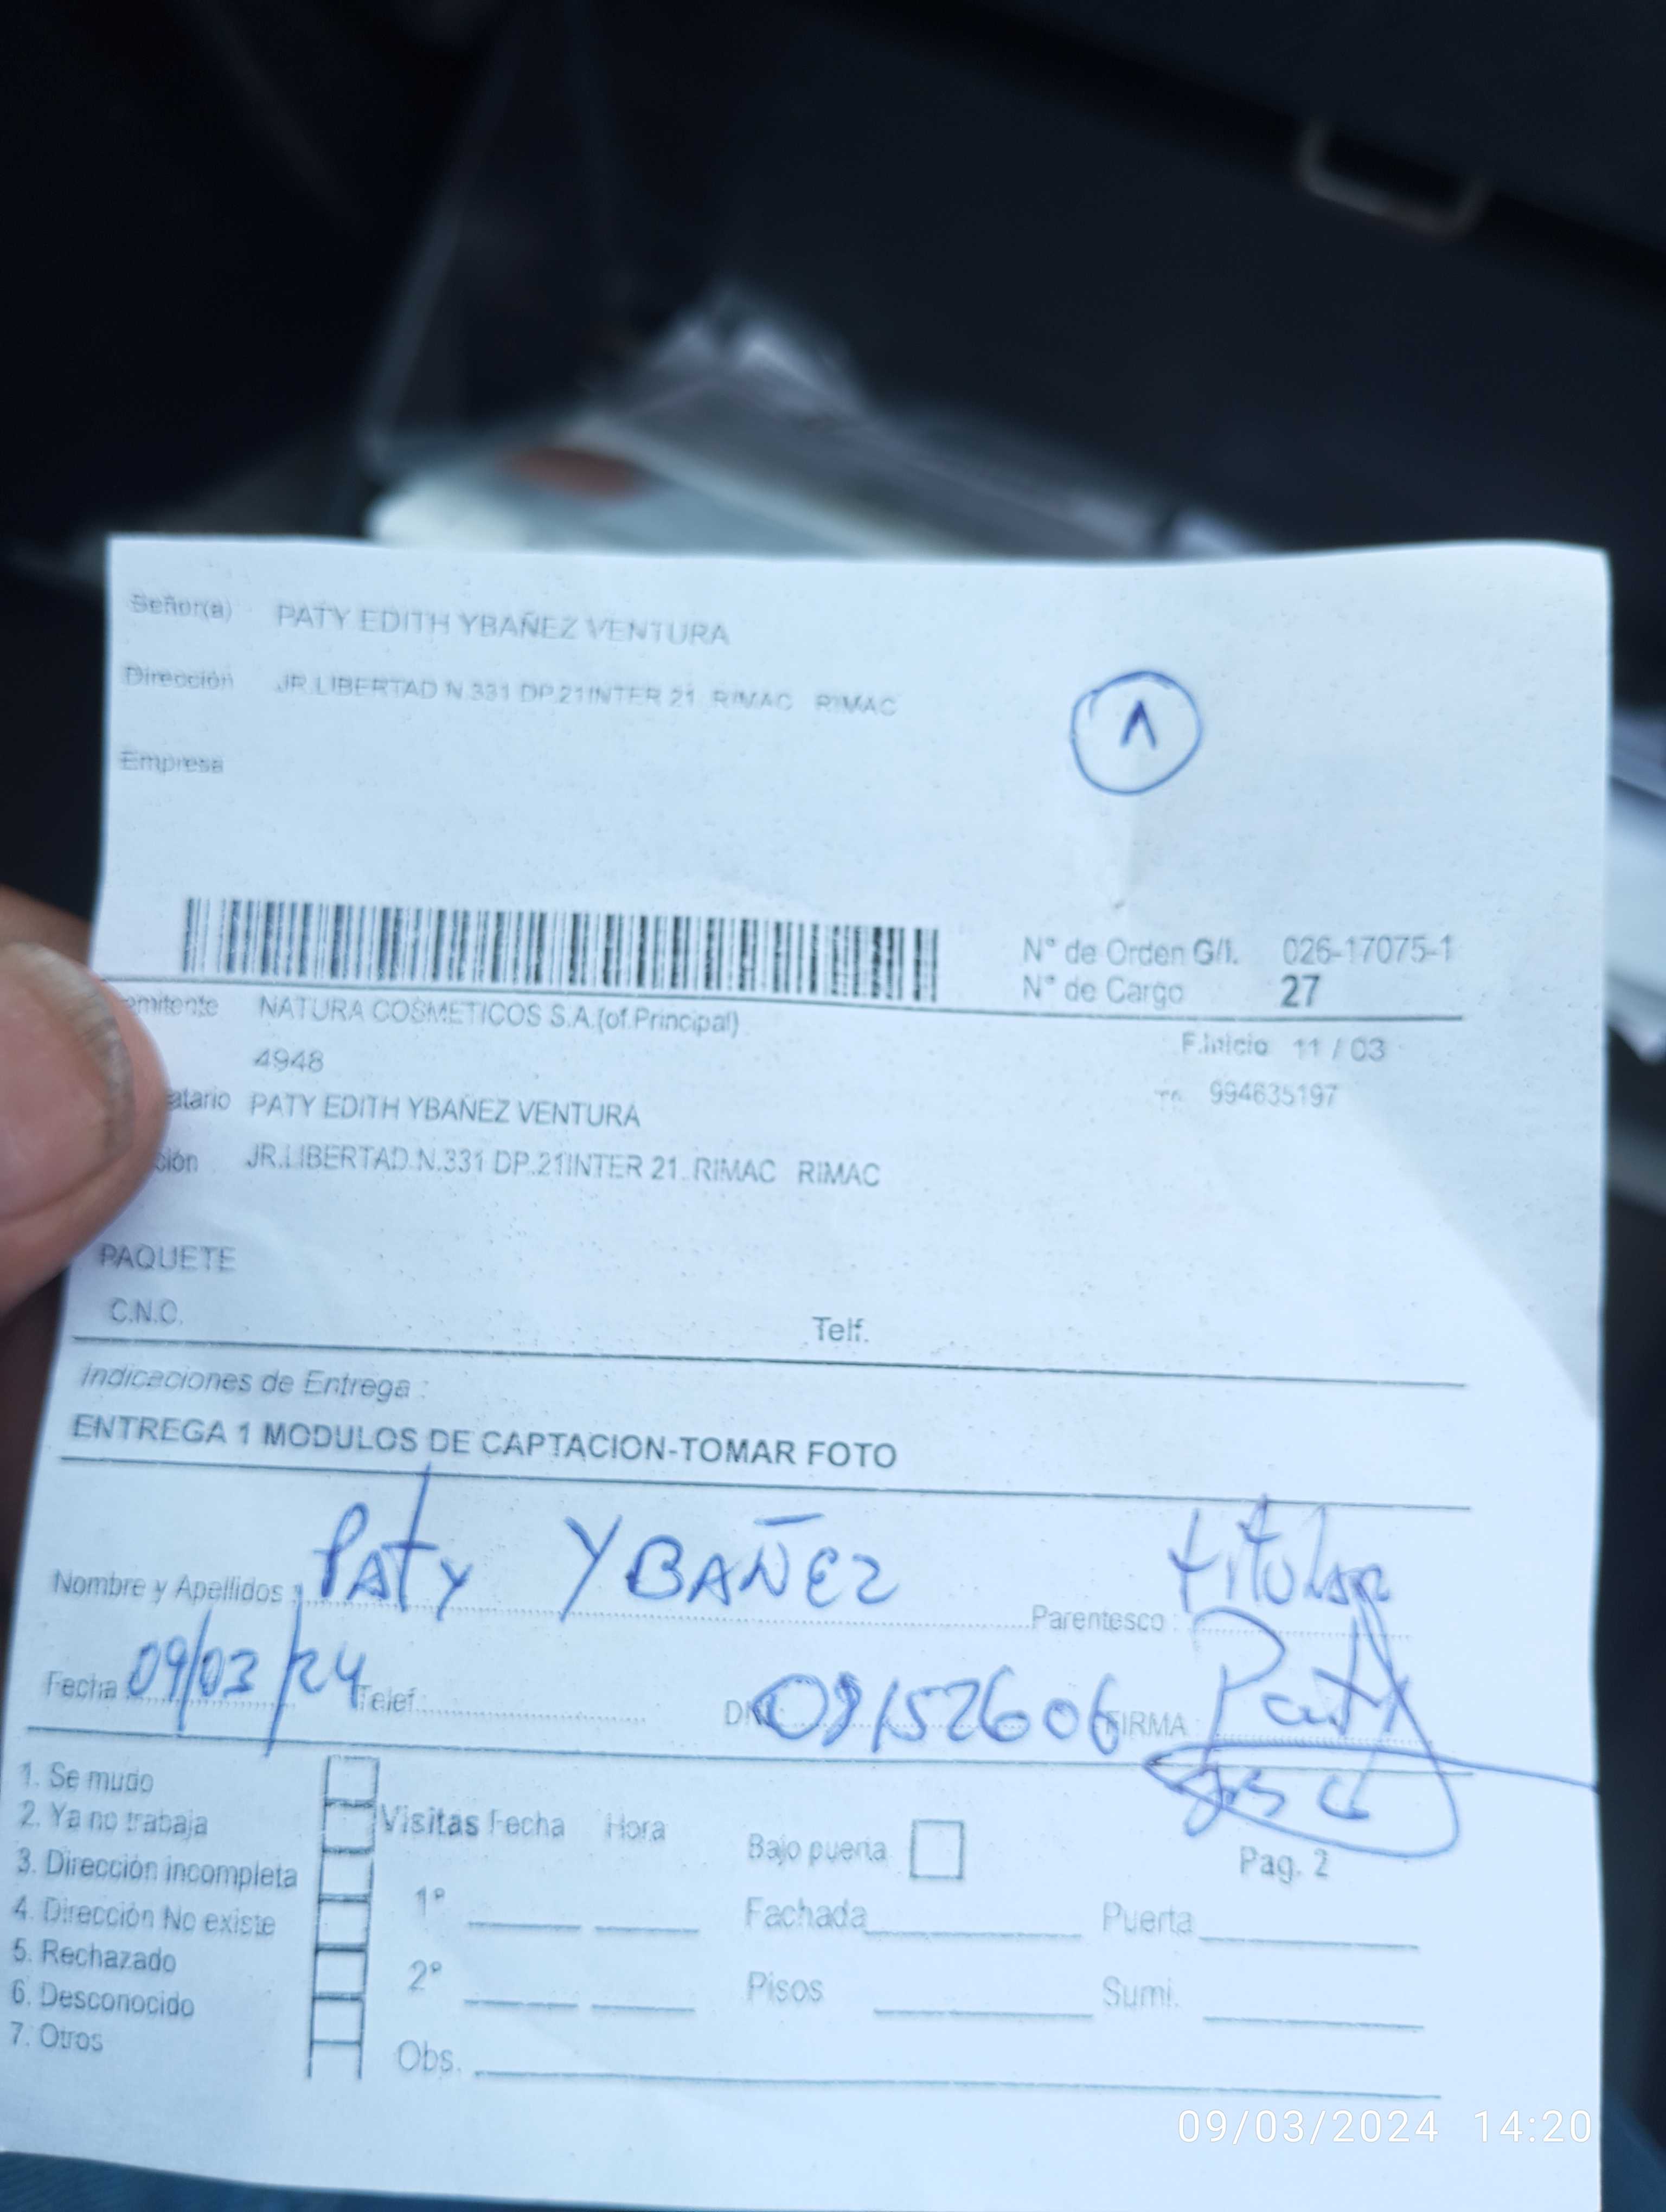 Señor(a) PATY EDITH YBAÑEZ VENTURA
Dirección JR.LIBERTAD N.331 DP.21INTER 21. RIMAC RIMAC
Empresa
1
N° de Orden G/I. 026-17075-1
N° de Cargo 27
emitente NATURA COSMETICOS S.A.(of.Principal)
F.Inicio 11 / 03
4948
994635197
atario PATY EDITH YBAÑEZ VENTURA
ción JR.LIBERTAD.N.331 DP.21INTER 21. RIMAC RIMAC
PAQUETE
C.N.C. Telf.
Indicaciones de Entrega :
ENTREGA 1 MODULOS DE CAPTACION-TOMAR FOTO
Nombre y Apellidos : Paty YBAÑEZ Parentesco : titular
Fecha 09/03/24 Telef: DNI 09152606 FIRMA : Paty
1. Se mudo
2. Ya no trabaja
3. Dirección incompleta
4. Dirección No existe
5. Rechazado
6. Desconocido
7. Otros
Visitas Fecha Hora
1°
2°
Obs.
Bajo puerta Pag. 2
Fachada Puerta
Pisos Sumi.
09/03/2024 14:20